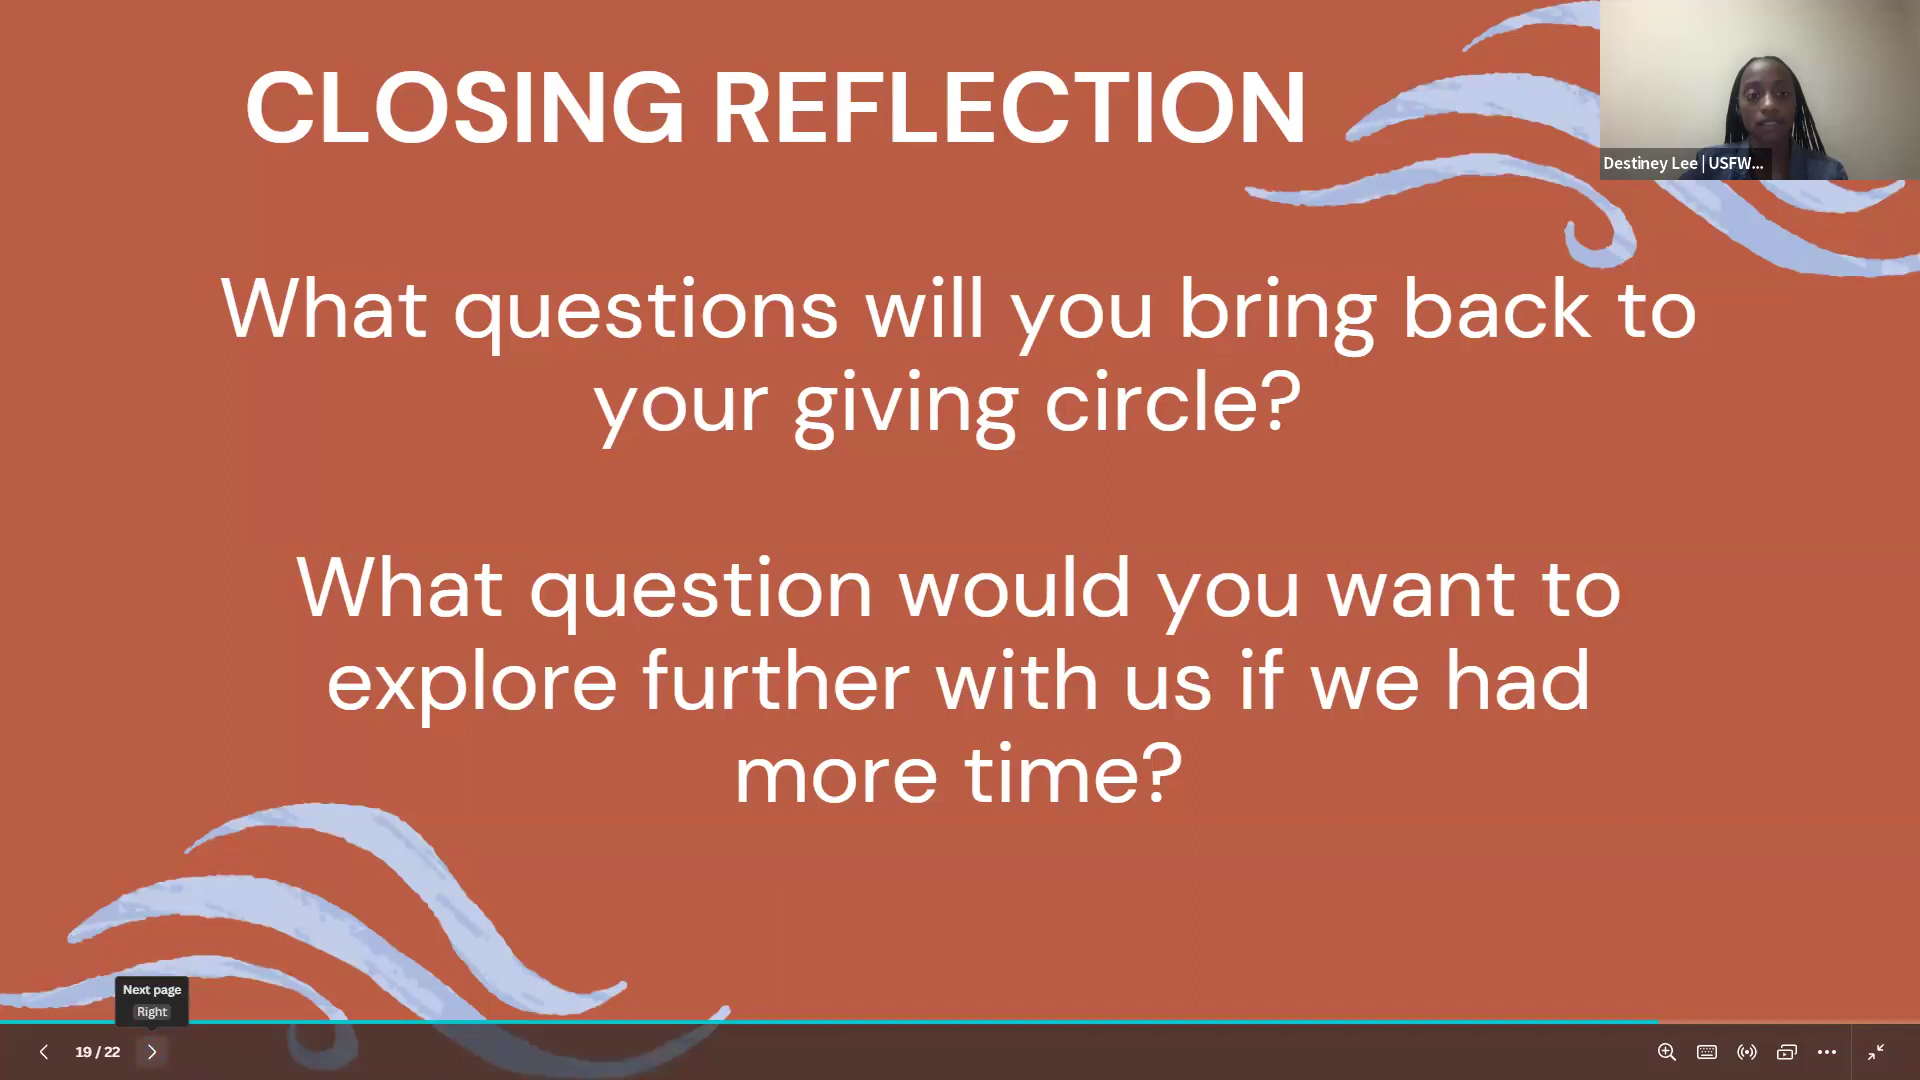 CLOSING REFLECTION
Destiney Lee | USFW...
What questions will you bring back to
your giving circle?
What question would you want to
explore further with us if we had
more time?
Next page
Right
19 / 22